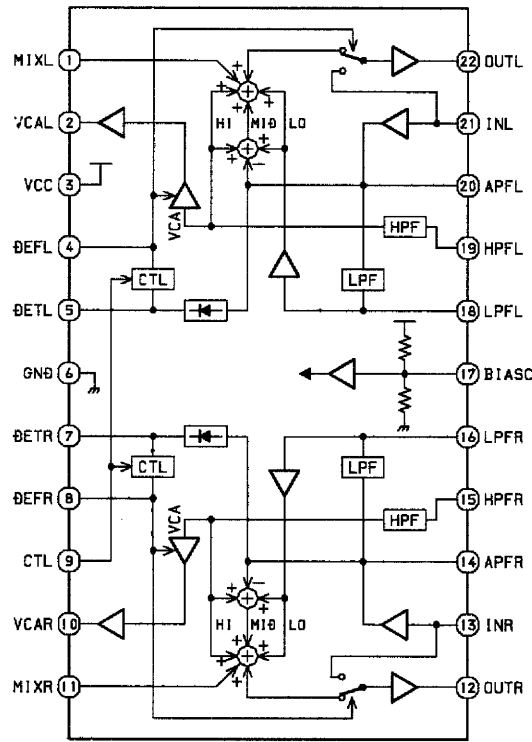 MIXL 1
22 OUTL
VCAL 2
21 INL
+ + + +
HI MID LO
+ + + −
VCC 3
20 APFL
VCA
HPF
19 HPFL
DEFL 4
CTL
LPF
DETL 5
18 LPFL
GND 6
17 BIASC
DETR 7
16 LPFR
CTL
LPF
DEFR 8
VCA
HPF
15 HPFR
CTL 9
14 APFR
+ − + +
HI MID LO
+ + + +
VCAR 10
13 INR
MIXR 11
12 OUTR